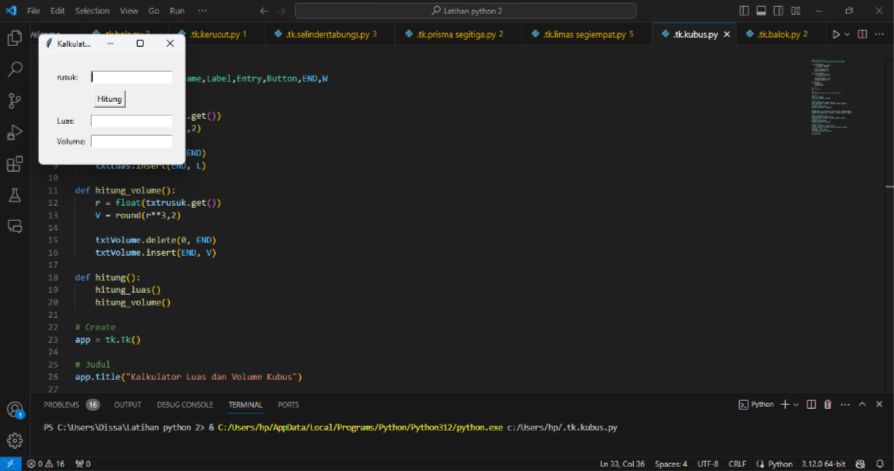 File Edit Selection View Go Run ··· Latihan python 2
.tk.kerucut.py 1 .tk.selinder(tabung).py 3 .tk.prisma segitiga.py 2 .tk.limas segiempat.py 5 .tk.kubus.py .tk.balok.py 2
Kalkulat...
rusuk:
Hitung
Luas:
Volume:
ame,Label,Entry,Button,END,W
.get())
,2)
END)
9 txtLuas.insert(END, L)
10
11 def hitung_volume():
12 r = float(txtrusuk.get())
13 V = round(r**3,2)
14
15 txtVolume.delete(0, END)
16 txtVolume.insert(END, V)
17
18 def hitung():
19 hitung_luas()
20 hitung_volume()
21
22 # Create
23 app = tk.Tk()
24
25 # Judul
26 app.title("Kalkulator Luas dan Volume Kubus")
27
PROBLEMS 16 OUTPUT DEBUG CONSOLE TERMINAL PORTS Python
PS C:\Users\Dissa\Latihan python 2> & C:/Users/hp/AppData/Local/Programs/Python/Python312/python.exe c:/Users/hp/.tk.kubus.py
1
0 16 0 Ln 33, Col 36 Spaces: 4 UTF-8 CRLF Python 3.12.0 64-bit